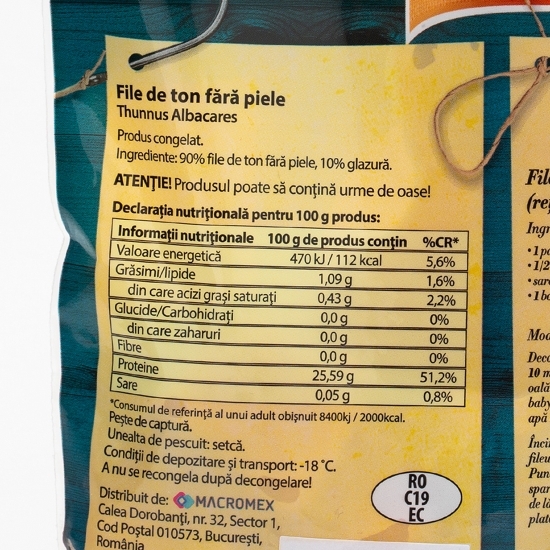 File de ton fără piele
Thunnus Albacares
Produs congelat.
Ingrediente: 90% file de ton fără piele, 10% glazură.
ATENȚIE! Produsul poate să conțină urme de oase!
Declarația nutrițională pentru 100 g produs:
Informații nutriționale 100 g de produs conțin %CR*
Valoare energetică 470 kJ / 112 kcal 5,6%
Grăsimi/lipide 1,09 g 1,6%
din care acizi grași saturați 0,43 g 2,2%
Glucide/Carbohidrați 0,0 g 0%
din care zaharuri 0,0 g 0%
Fibre 0,0 g 0%
Proteine 25,59 g 51,2%
Sare 0,05 g 0,8%
*Consumul de referință al unui adult obișnuit 8400kj / 2000kcal.
Pește de captură.
Unealta de pescuit: setcă.
Condiții de depozitare și transport: -18 °C.
A nu se recongela după decongelare!
Distribuit de: MACROMEX
Calea Dorobanți, nr. 32, Sector 1,
Cod Poștal 010573, București,
România
RO
C19
EC
(re
Ingr
•1
•1/2
•sar
•1
Mod
Deco
10 m
oală
baby
apă
Încin
fileu
Pun
spar
de l
plat